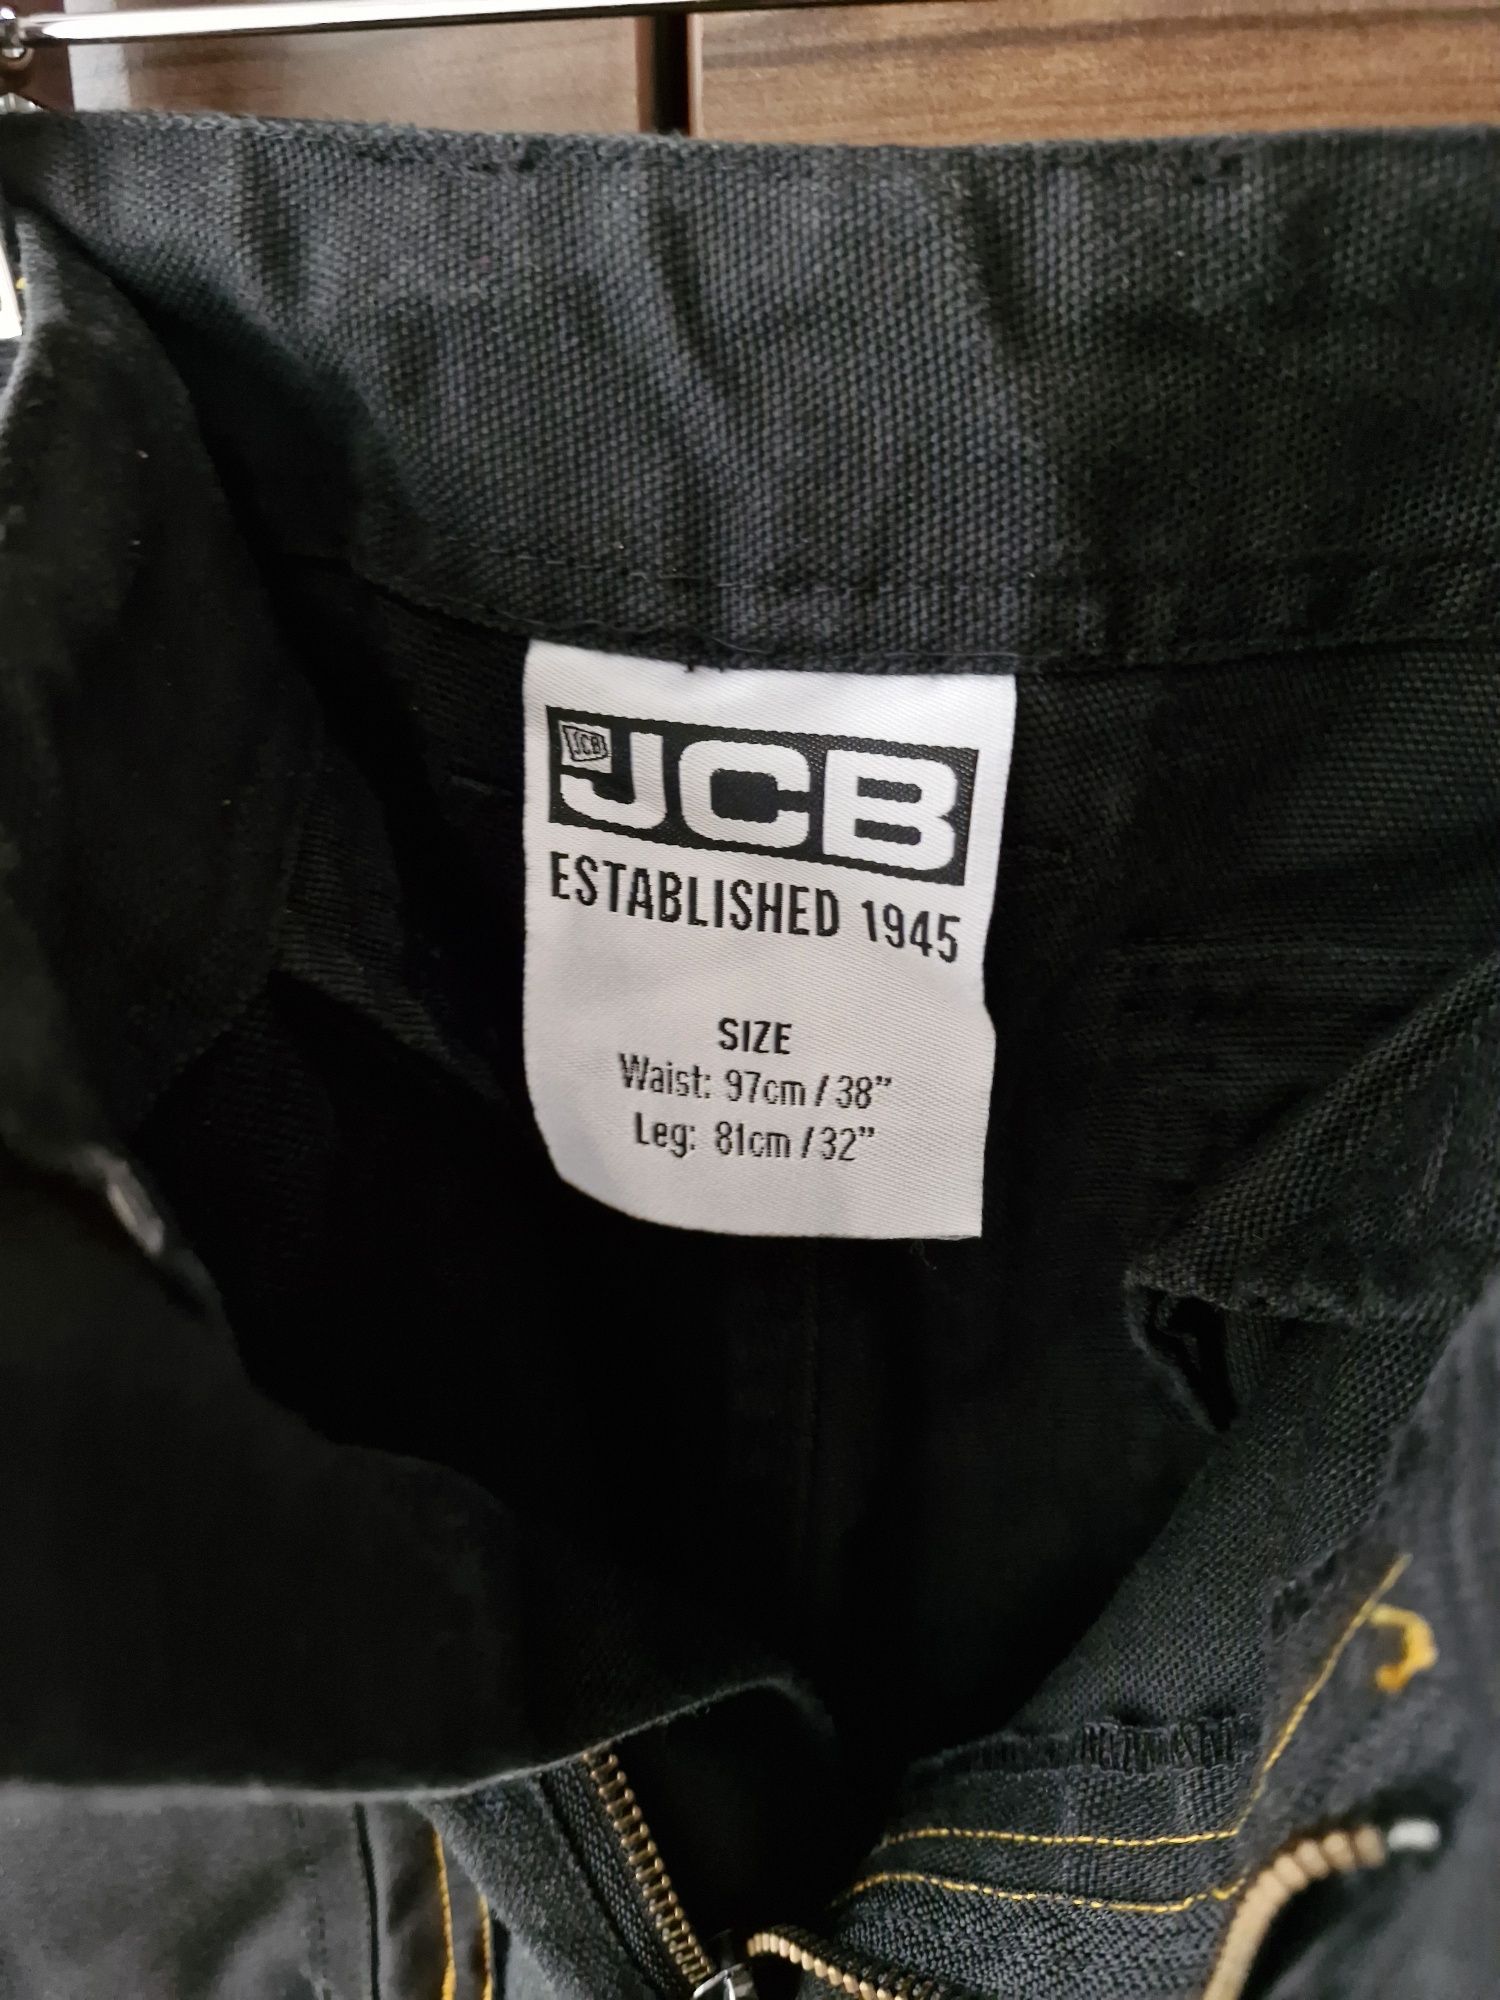 JCB
JCB
ESTABLISHED 1945
SIZE
Waist: 97cm / 38”
Leg: 81cm / 32”